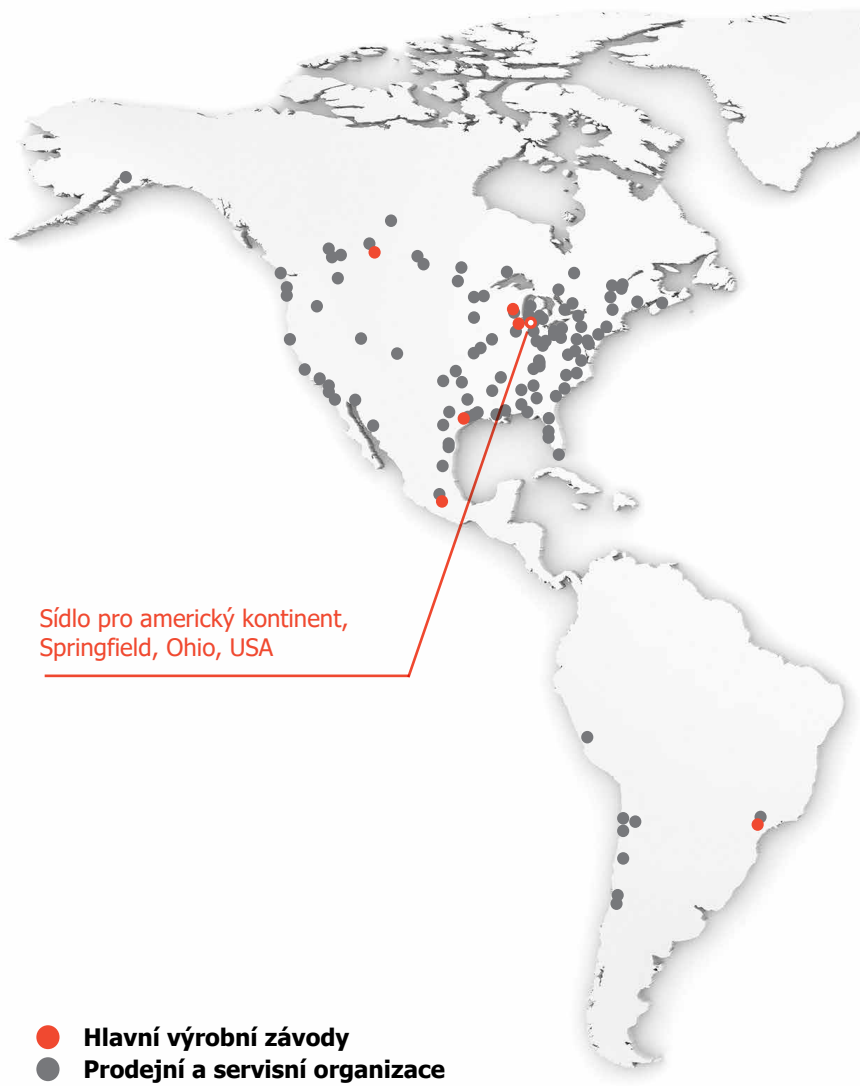 Sídlo pro americký kontinent,
Springfield, Ohio, USA
Hlavní výrobní závody
Prodejní a servisní organizace